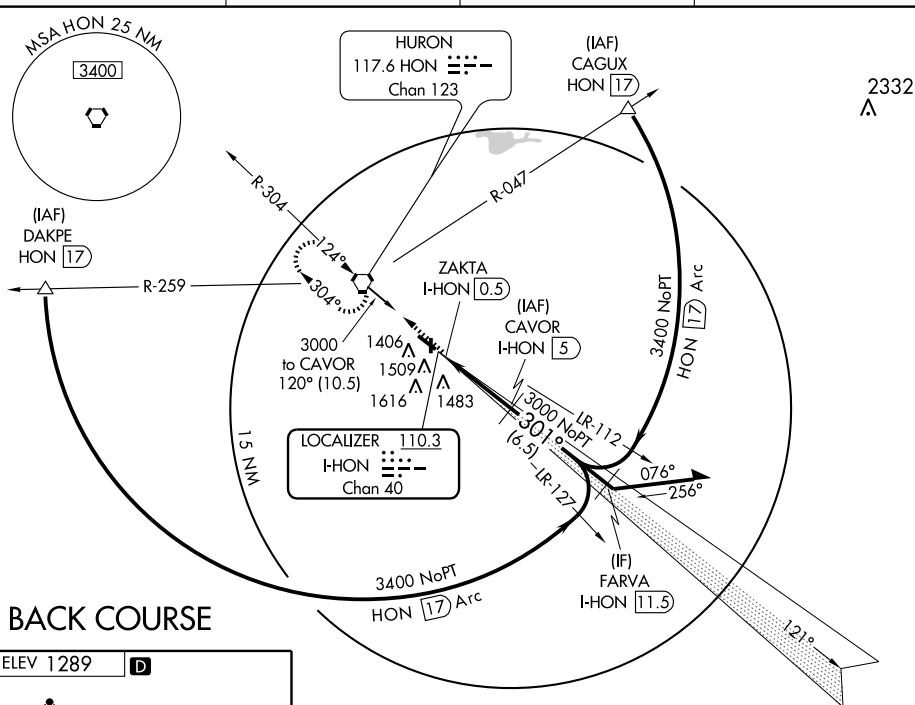 MSA HON 25 NM
3400
HURON
117.6 HON
Chan 123
(IAF)
CAGUX
HON 17
2332
R-304
R-047
(IAF)
DAKPE
HON 17
124°
R-259
304°
ZAKTA
I-HON 0.5
(IAF)
CAVOR
I-HON 5
3400 NoPT
HON 17 Arc
3000
to CAVOR
120° (10.5)
1406
1509
1616
1483
3000 NoPT
LR-112
301°
(6.5)
LR-127
076°
256°
15 NM
LOCALIZER 110.3
I-HON
Chan 40
(IF)
FARVA
I-HON 11.5
3400 NoPT
HON 17 Arc
121°
BACK COURSE
ELEV 1289
D